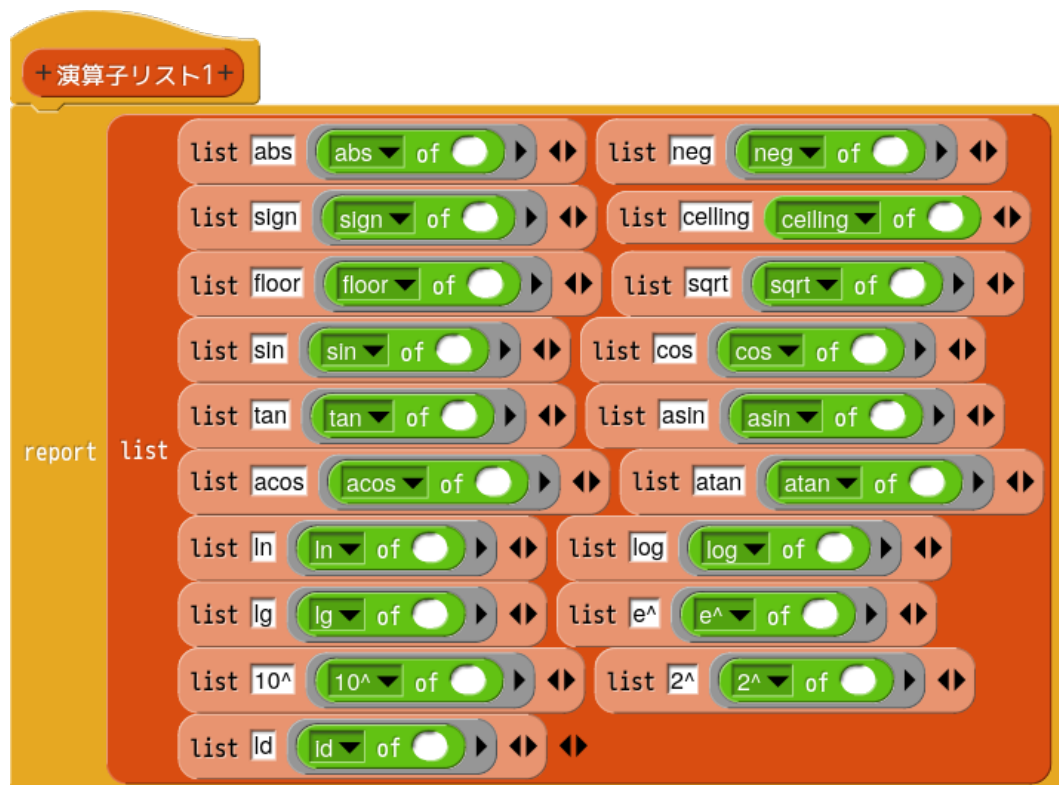 +演算子リスト1+
list abs abs of list neg neg of
list sign sign of list ceiling ceiling of
list floor floor of list sqrt sqrt of
list sin sin of list cos cos of
list tan tan of list asin asin of
report list
list acos acos of list atan atan of
list ln ln of list log log of
list lg lg of list e^ e^ of
list 10^ 10^ of list 2^ 2^ of
list id id of